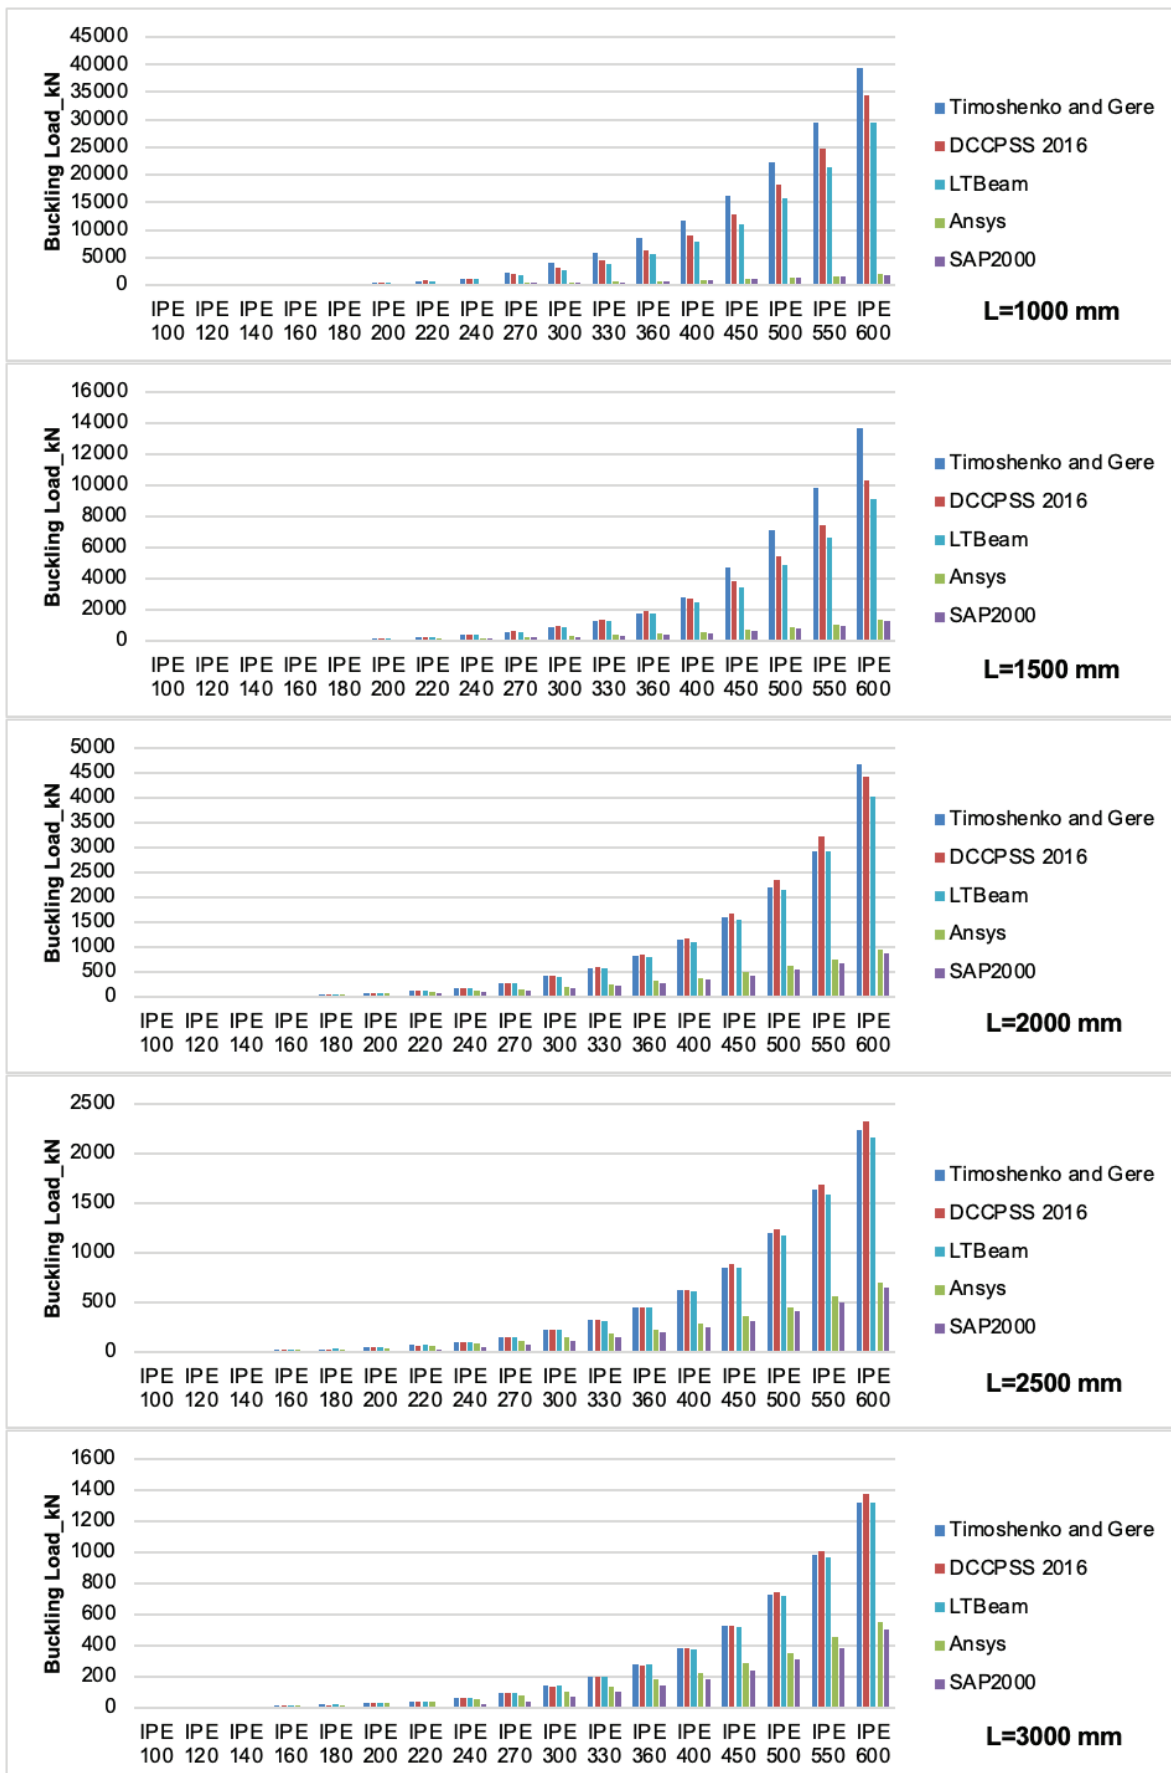 45000
40000
35000
30000
25000
20000
15000
10000
5000
0
Buckling Load_kN
IPE IPE IPE IPE IPE IPE IPE IPE IPE IPE IPE IPE IPE IPE IPE IPE IPE
100 120 140 160 180 200 220 240 270 300 330 360 400 450 500 550 600
Timoshenko and Gere
DCCPSS 2016
LTBeam
Ansys
SAP2000
L=1000 mm
16000
14000
12000
10000
8000
6000
4000
2000
0
Buckling Load_kN
IPE IPE IPE IPE IPE IPE IPE IPE IPE IPE IPE IPE IPE IPE IPE IPE IPE
100 120 140 160 180 200 220 240 270 300 330 360 400 450 500 550 600
Timoshenko and Gere
DCCPSS 2016
LTBeam
Ansys
SAP2000
L=1500 mm
5000
4500
4000
3500
3000
2500
2000
1500
1000
500
0
Buckling Load_kN
IPE IPE IPE IPE IPE IPE IPE IPE IPE IPE IPE IPE IPE IPE IPE IPE IPE
100 120 140 160 180 200 220 240 270 300 330 360 400 450 500 550 600
Timoshenko and Gere
DCCPSS 2016
LTBeam
Ansys
SAP2000
L=2000 mm
2500
2000
1500
1000
500
0
Buckling Load_kN
IPE IPE IPE IPE IPE IPE IPE IPE IPE IPE IPE IPE IPE IPE IPE IPE IPE
100 120 140 160 180 200 220 240 270 300 330 360 400 450 500 550 600
Timoshenko and Gere
DCCPSS 2016
LTBeam
Ansys
SAP2000
L=2500 mm
1600
1400
1200
1000
800
600
400
200
0
Buckling Load_kN
IPE IPE IPE IPE IPE IPE IPE IPE IPE IPE IPE IPE IPE IPE IPE IPE IPE
100 120 140 160 180 200 220 240 270 300 330 360 400 450 500 550 600
Timoshenko and Gere
DCCPSS 2016
LTBeam
Ansys
SAP2000
L=3000 mm